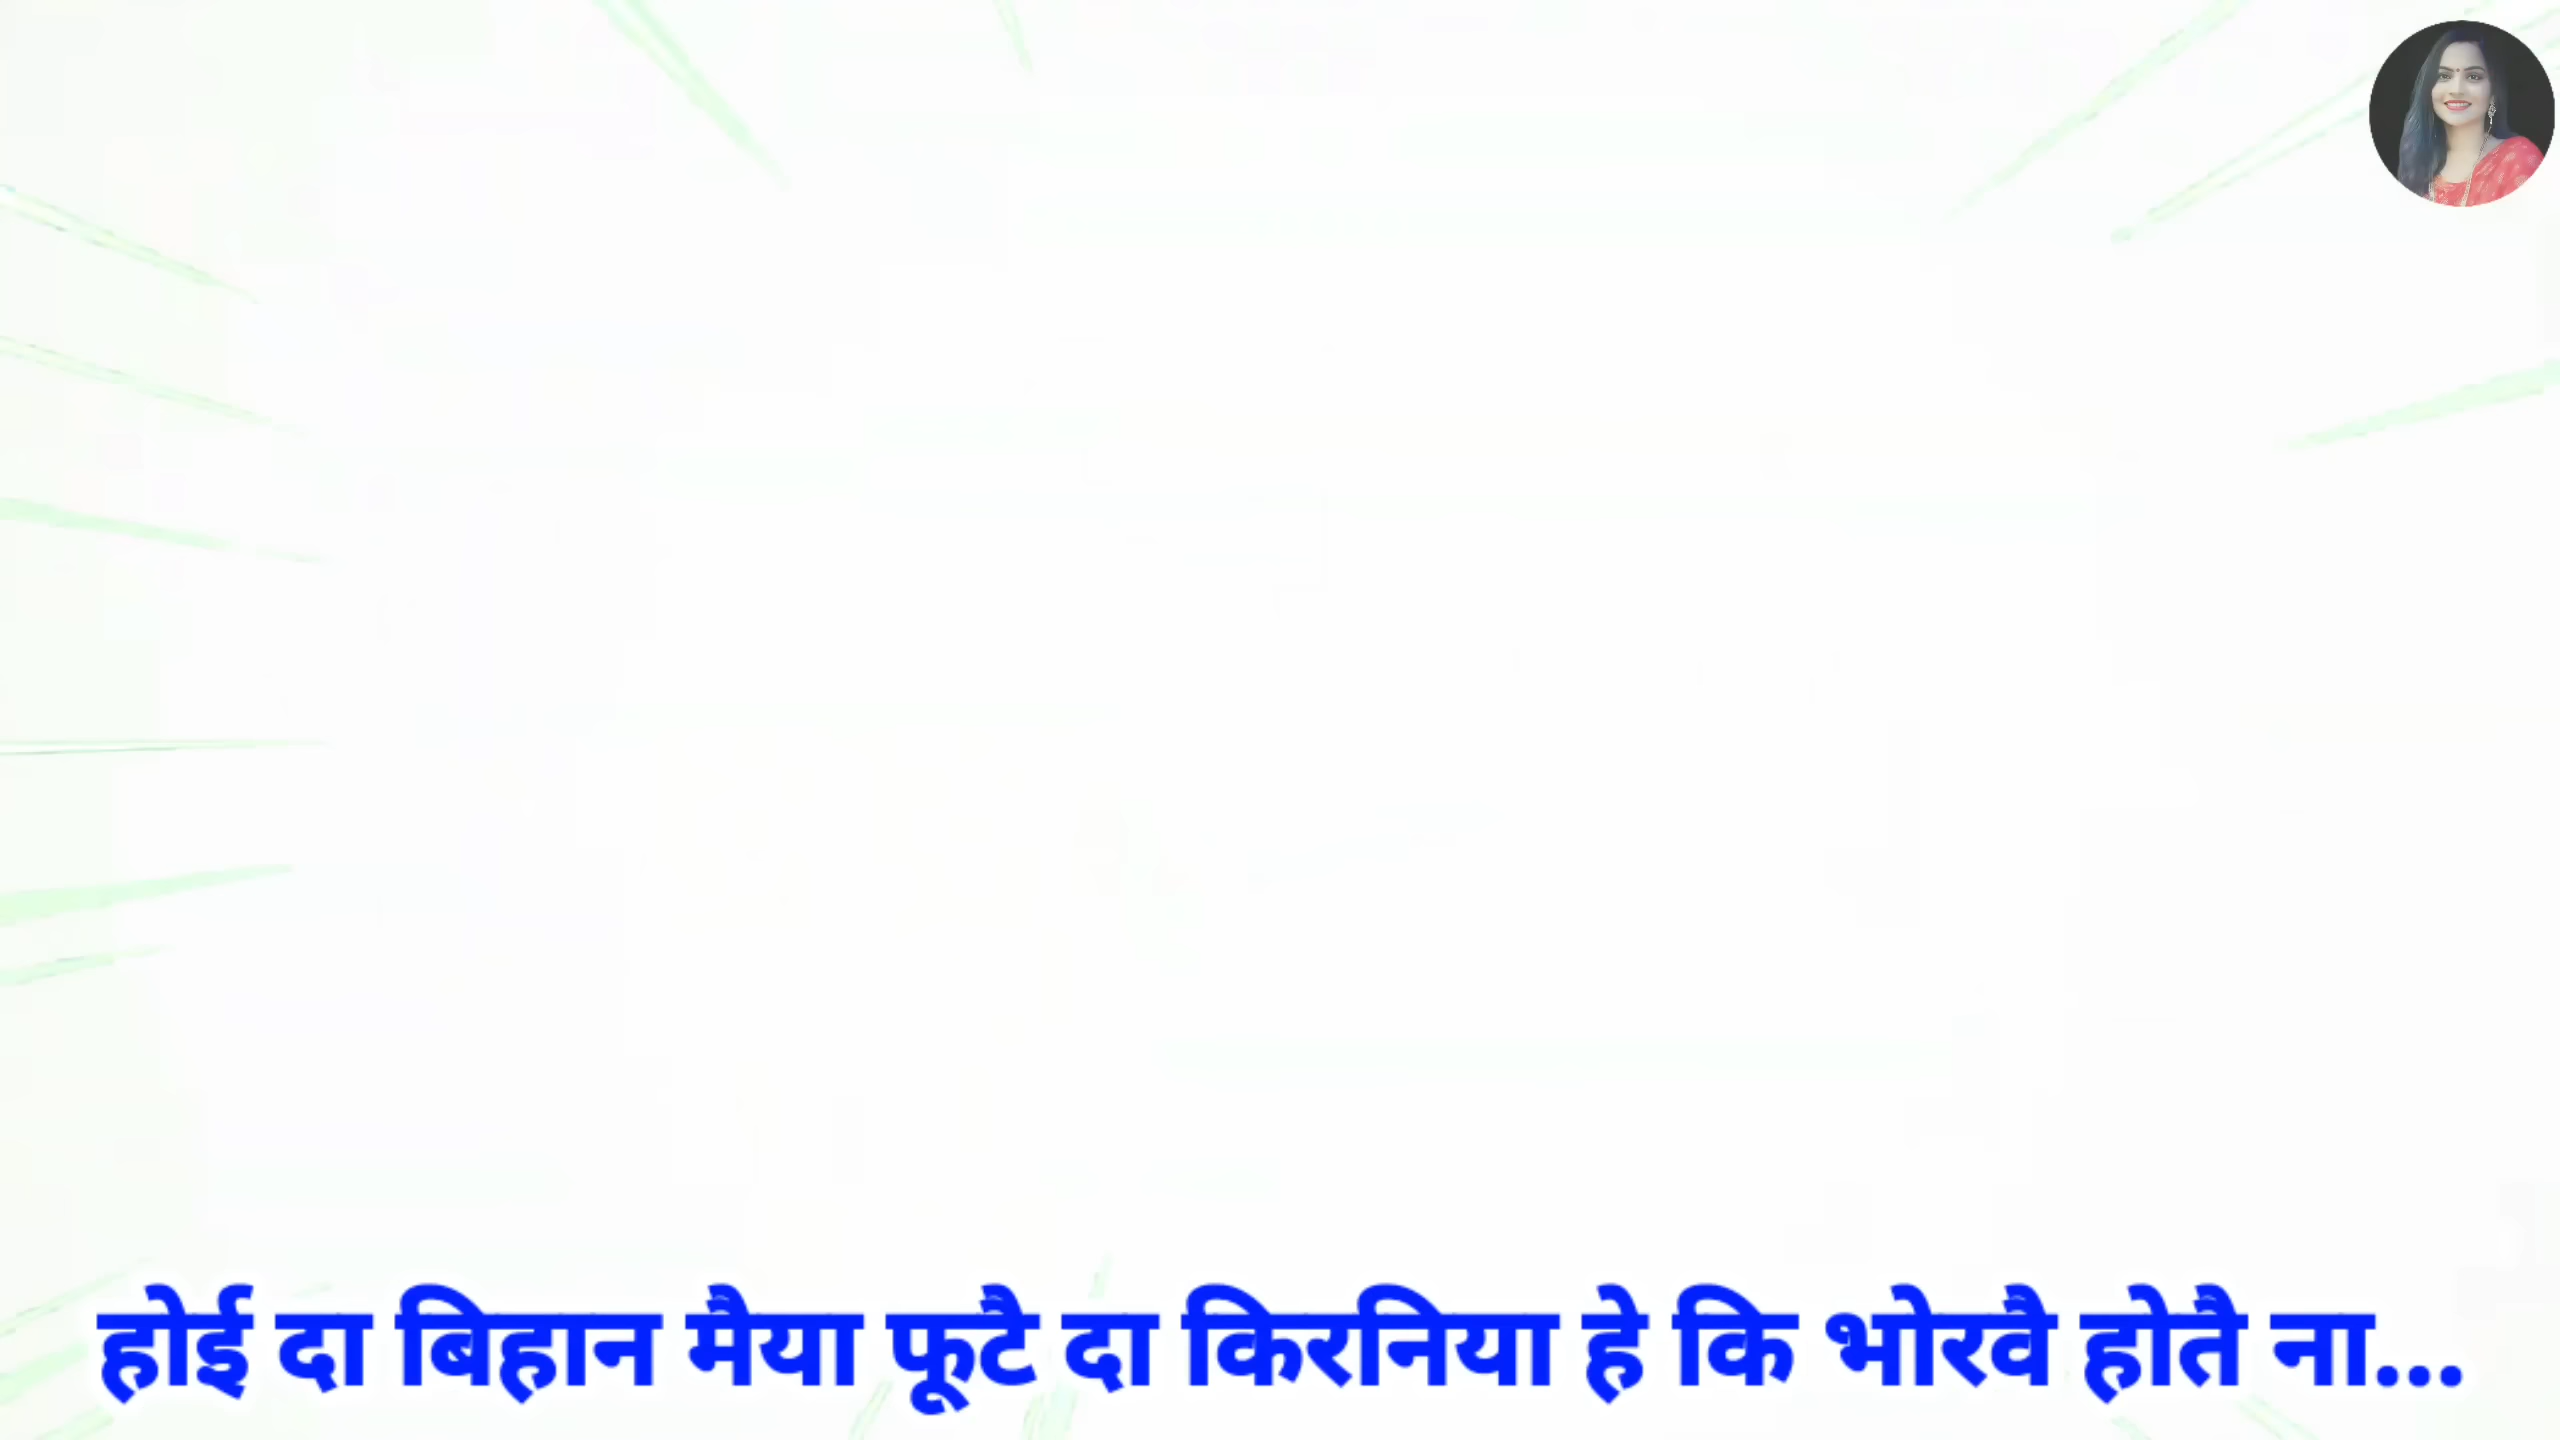 होई दा बिहान मैया फूटै दा किरनिया हे कि भोरवै होतै ना...